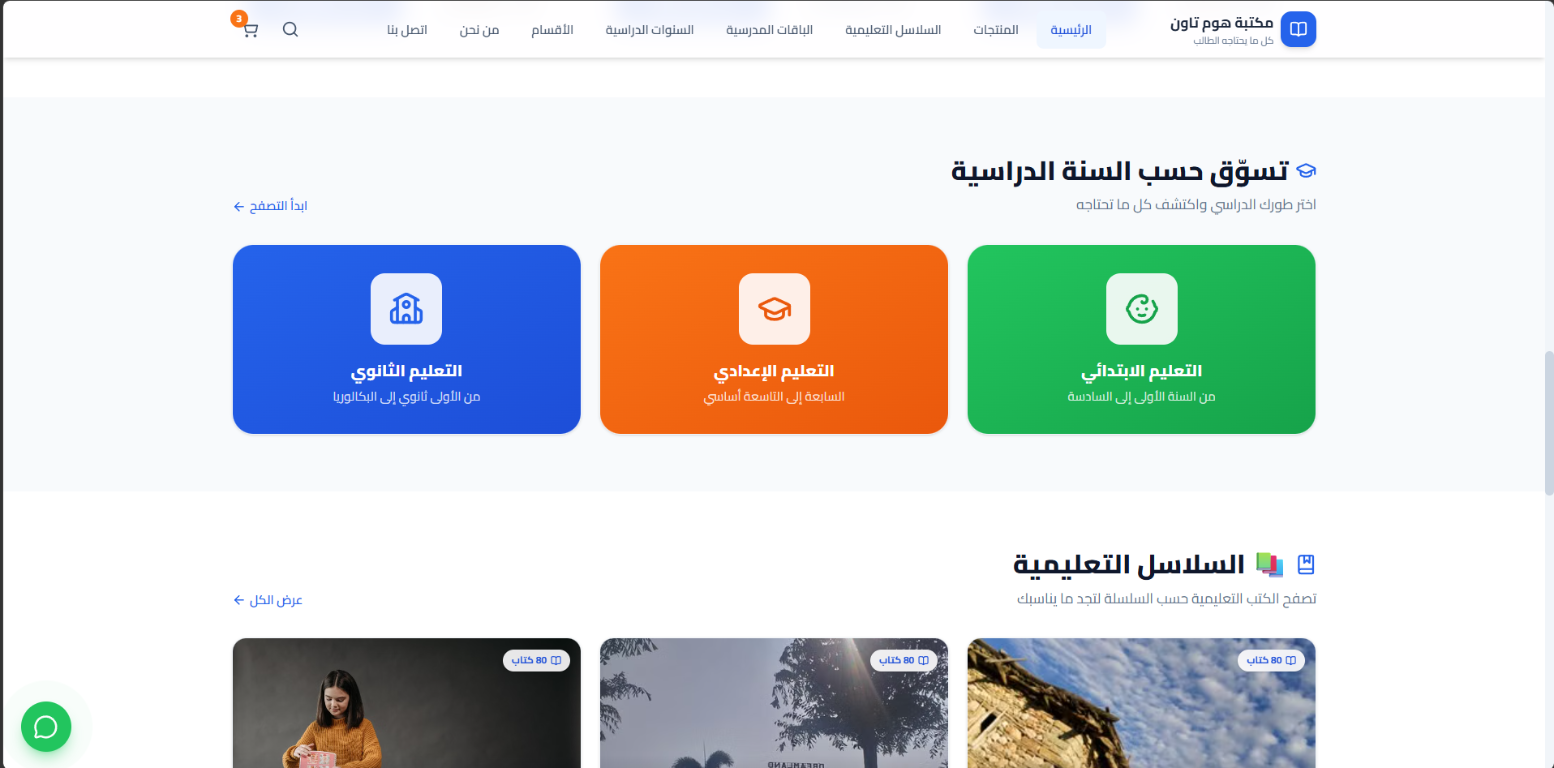 مكتبة هوم تاون
كل ما يحتاجه الطالب
الرئيسية
المنتجات
السلاسل التعليمية
الباقات المدرسية
السنوات الدراسية
الأقسام
من نحن
اتصل بنا
3
تسوّق حسب السنة الدراسية
اختر طورك الدراسي واكتشف كل ما تحتاجه
ابدأ التصفح
التعليم الابتدائي
من السنة الأولى إلى السادسة
التعليم الإعدادي
السابعة إلى التاسعة أساسي
التعليم الثانوي
من الأولى ثانوي إلى البكالوريا
السلاسل التعليمية
تصفح الكتب التعليمية حسب السلسلة لتجد ما يناسبك
عرض الكل
80 كتاب
80 كتاب
80 كتاب
DREAMLAND